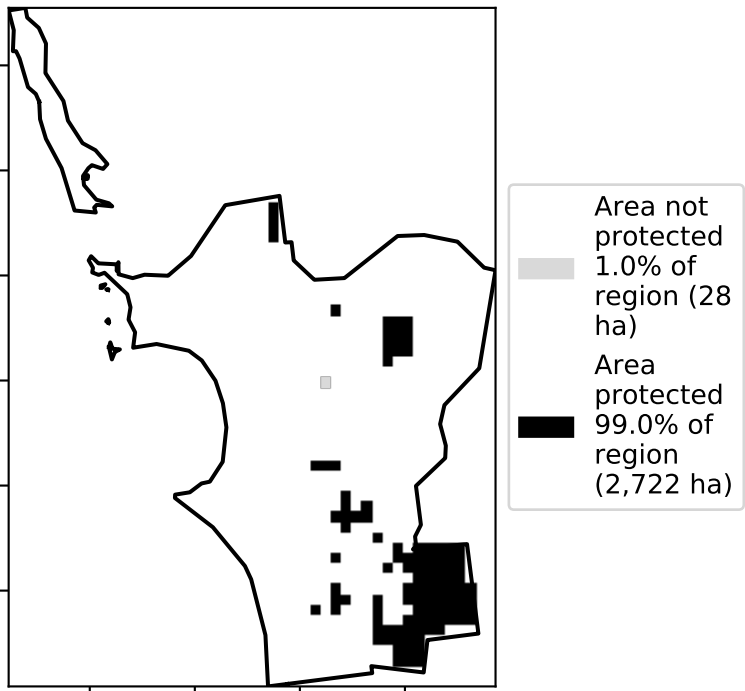 Area not
protected
1.0% of
region (28
ha)
Area
protected
99.0% of
region
(2,722 ha)